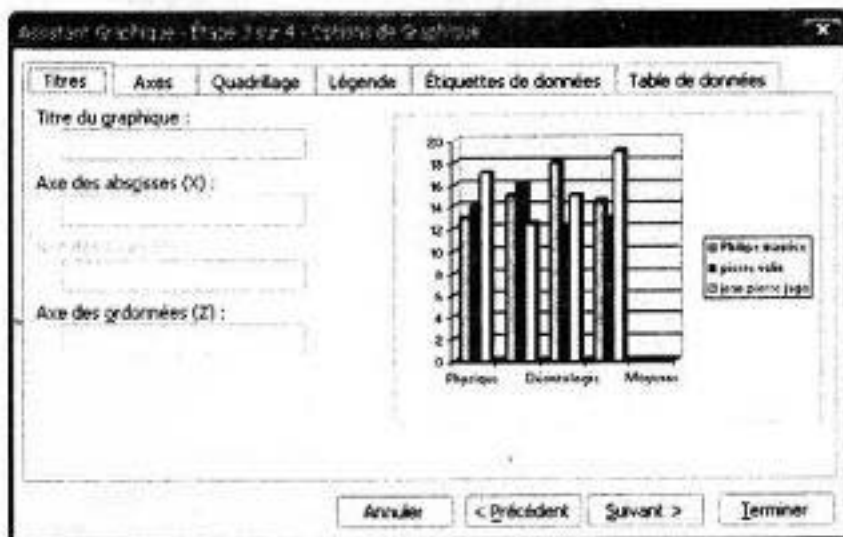 Assistant Graphique - Étape 3 sur 4 - Options de Graphique
Titres Axes Quadrillage Légende Étiquettes de données Table de données
Titre du graphique :
Axe des abscisses (X) :
Axe des ordonnées (Z) :
20
18
16
14
12
10
8
6
4
2
0
Physique Déontologie Moyenne
pierre
jean pierre
Annuler < Précédent Suivant > Terminer